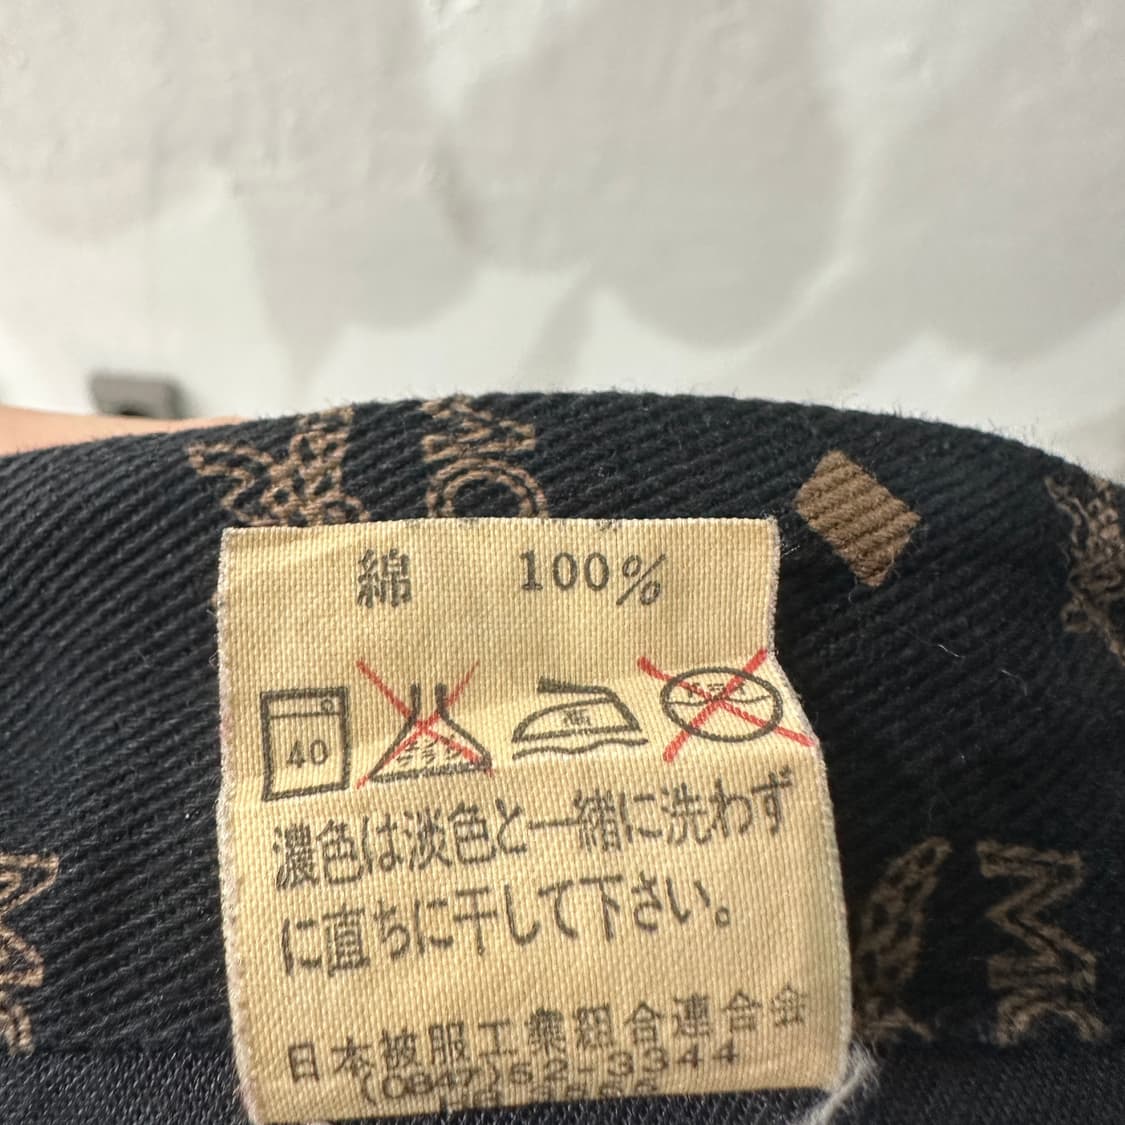 綿 100%
40
濃色は淡色と一緒に洗わず
に直ちに干して下さい。
日本被服工業組合連合会
(0847)52-3344